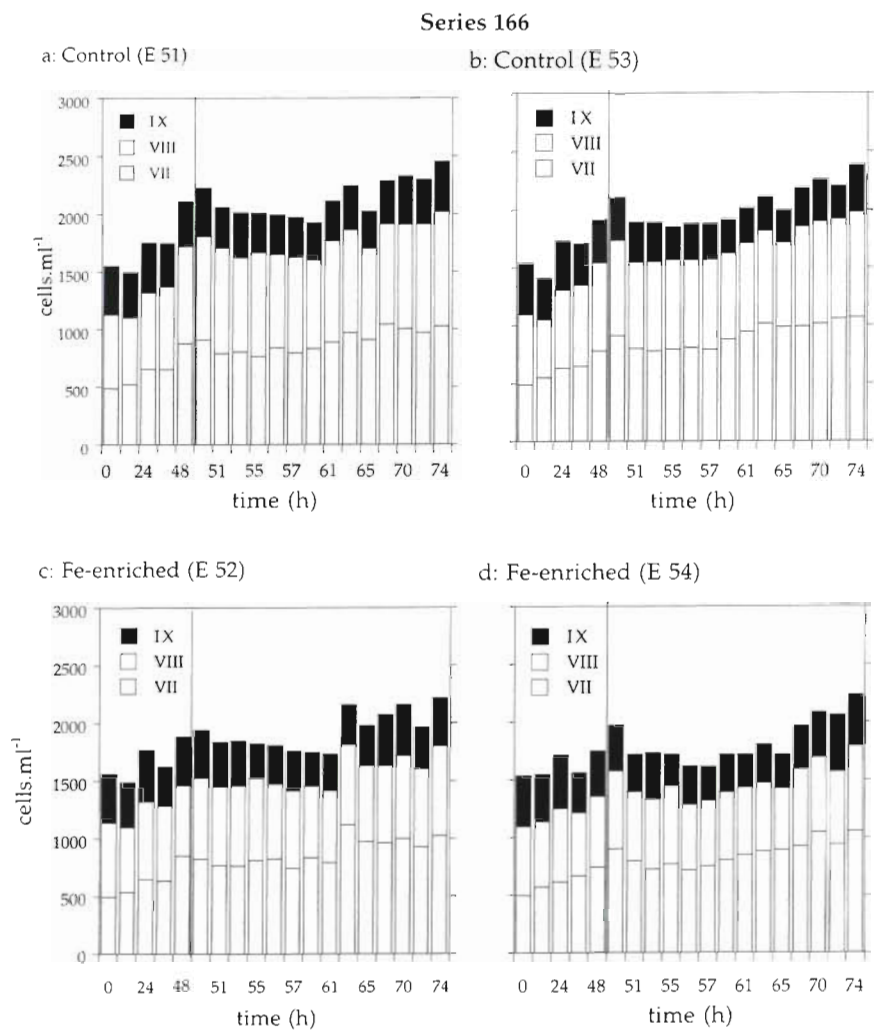 Series 166
a: Control (E 51)
3000
2500
2000
1500
1000
500
0
cells.ml⁻¹
IX
VIII
VII
0 24 48 51 55 57 61 65 70 74
time (h)
b: Control (E 53)
IX
VIII
VII
0 24 48 51 55 57 61 65 70 74
time (h)
c: Fe-enriched (E 52)
3000
2500
2000
1500
1000
500
0
cells.ml⁻¹
IX
VIII
VII
0 24 48 51 55 57 61 65 70 74
time (h)
d: Fe-enriched (E 54)
IX
VIII
VII
0 24 48 51 55 57 61 65 70 74
time (h)